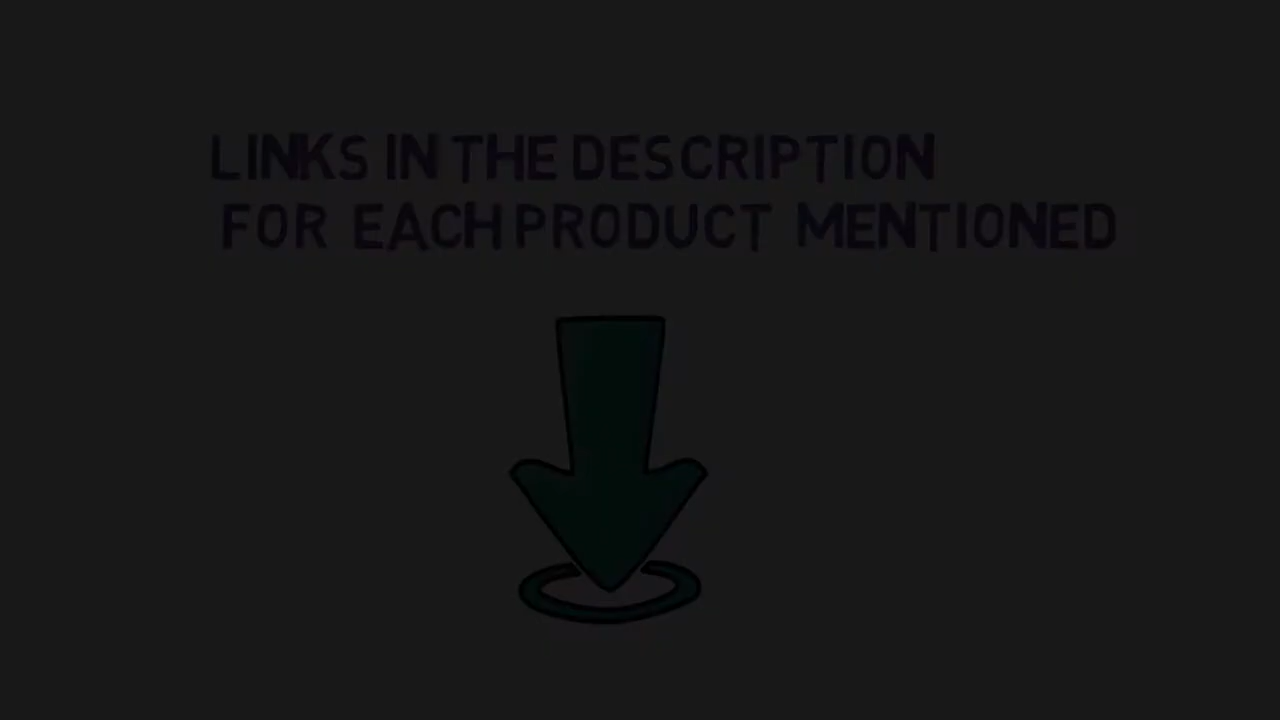 LINKS IN THE DESCRIPTION
FOR EACH PRODUCT MENTIONED